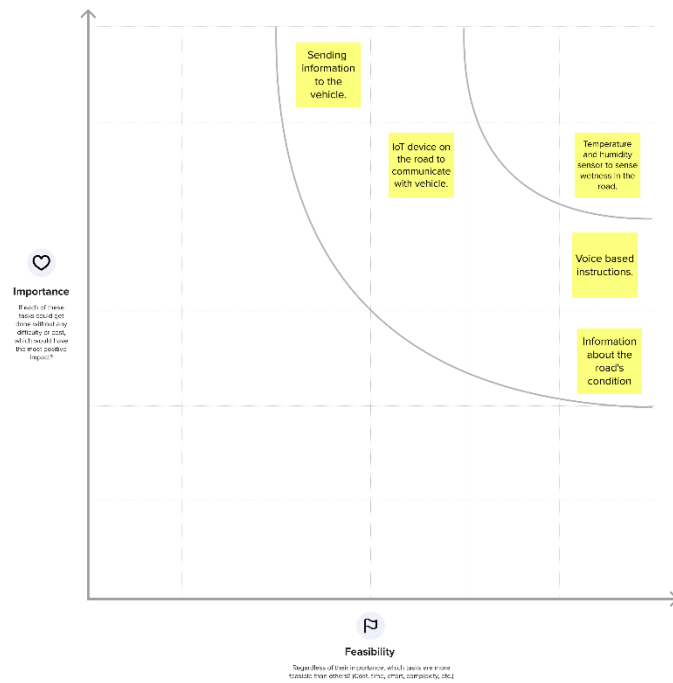 Sending
information
to the
vehicle.
IoT device on
the road to
communicate
with vehicle.
Temperature
and humidity
sensor to sense
wetness in the
road.
Voice based
instructions.
Information
about the
road's
condition
Importance
If each of these
tasks could get
done without any
difficulty or cost,
which would have
the most positive
impact?
Feasibility
Regardless of their importance, which tasks are more
feasible than others? (Cost, time, effort, complexity, etc.)